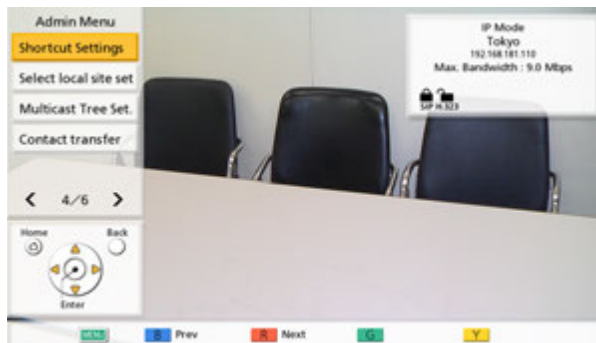 Admin Menu
Shortcut Settings
Select local site set
Multicast Tree Set.
Contact transfer
4/6
Home
Back
Enter
IP Mode
Tokyo
192.168.181.110
Max. Bandwidth : 9.0 Mbps
SIP H.323
MENU
B Prev
R Next
G
Y